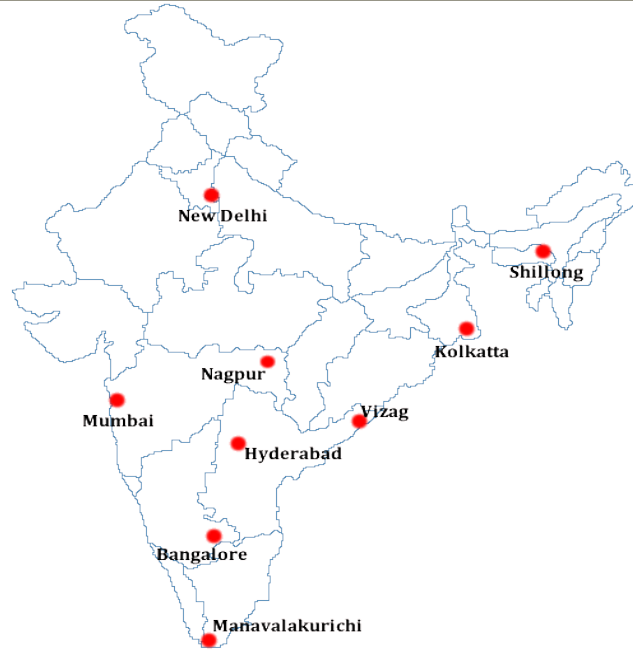 New Delhi
Shillong
Kolkatta
Nagpur
Vizag
Mumbai
Hyderabad
Bangalore
Manavalakurichi